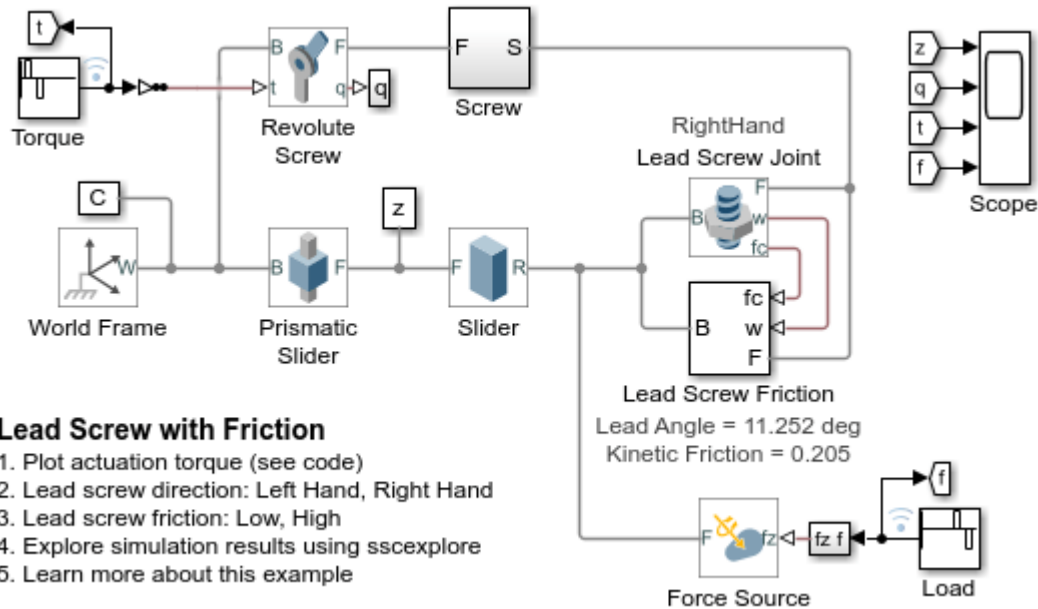 t
Torque
B
F
t
q
q
Revolute
Screw
F
S
Screw
z
q
t
f
Scope
RightHand
Lead Screw Joint
B
F
w
fc
C
W
World Frame
B
F
Prismatic
Slider
z
F
R
Slider
B
fc
w
F
Lead Screw Friction
Lead Angle = 11.252 deg
Kinetic Friction = 0.205
Lead Screw with Friction
1. Plot actuation torque (see code)
2. Lead screw direction: Left Hand, Right Hand
3. Lead screw friction: Low, High
4. Explore simulation results using sscexplore
5. Learn more about this example
F
fz
Force Source
fz f
f
Load